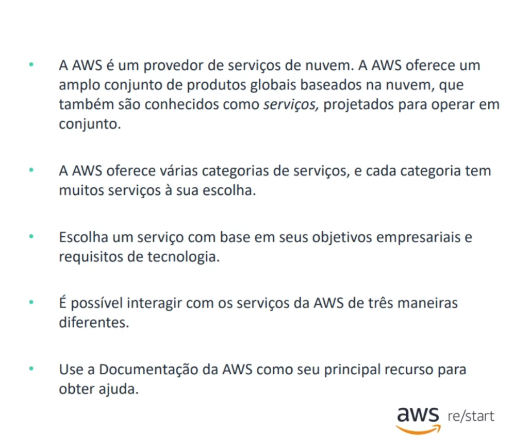 • A AWS é um provedor de serviços de nuvem. A AWS oferece um
amplo conjunto de produtos globais baseados na nuvem, que
também são conhecidos como serviços, projetados para operar em
conjunto.
• A AWS oferece várias categorias de serviços, e cada categoria tem
muitos serviços à sua escolha.
• Escolha um serviço com base em seus objetivos empresariais e
requisitos de tecnologia.
• É possível interagir com os serviços da AWS de três maneiras
diferentes.
• Use a Documentação da AWS como seu principal recurso para
obter ajuda.
aws re/start